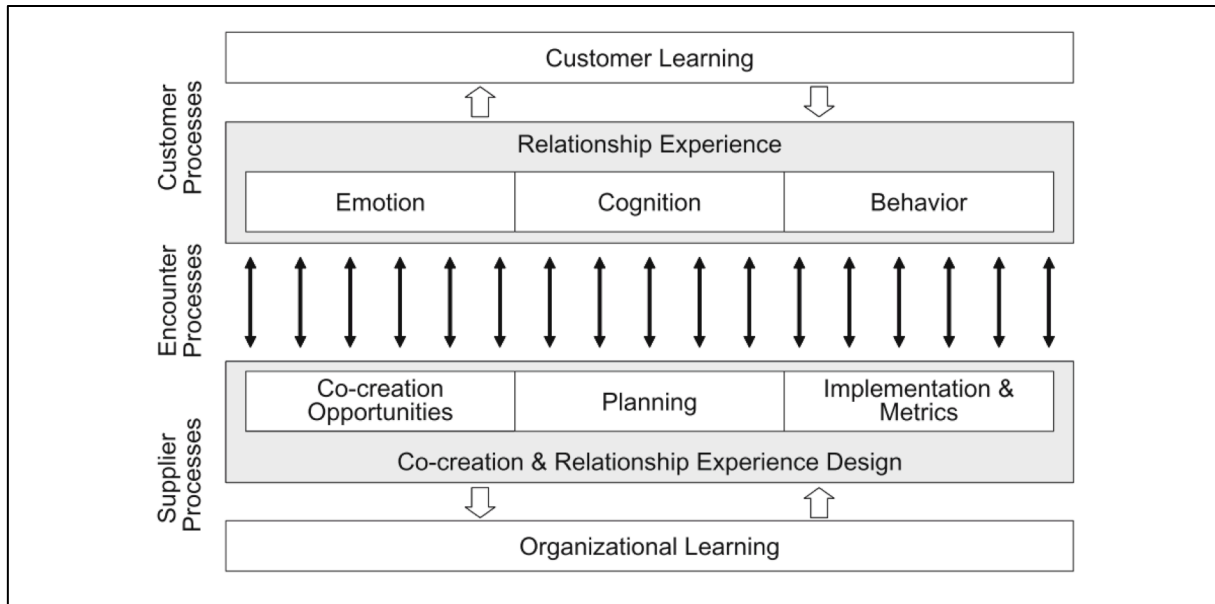 Customer Learning
Customer
Processes
Relationship Experience
Emotion
Cognition
Behavior
Encounter
Processes
Co-creation
Opportunities
Planning
Implementation &
Metrics
Co-creation & Relationship Experience Design
Supplier
Processes
Organizational Learning